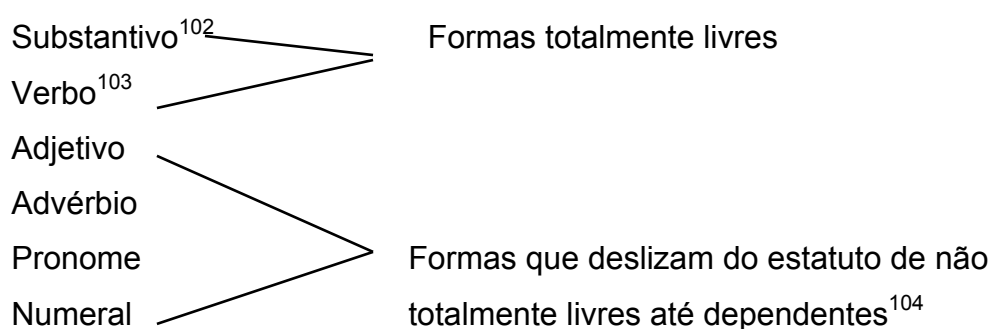 Substantivo102 Formas totalmente livres
Verbo103
Adjetivo
Advérbio
Pronome Formas que deslizam do estatuto de não
Numeral totalmente livres até dependentes104